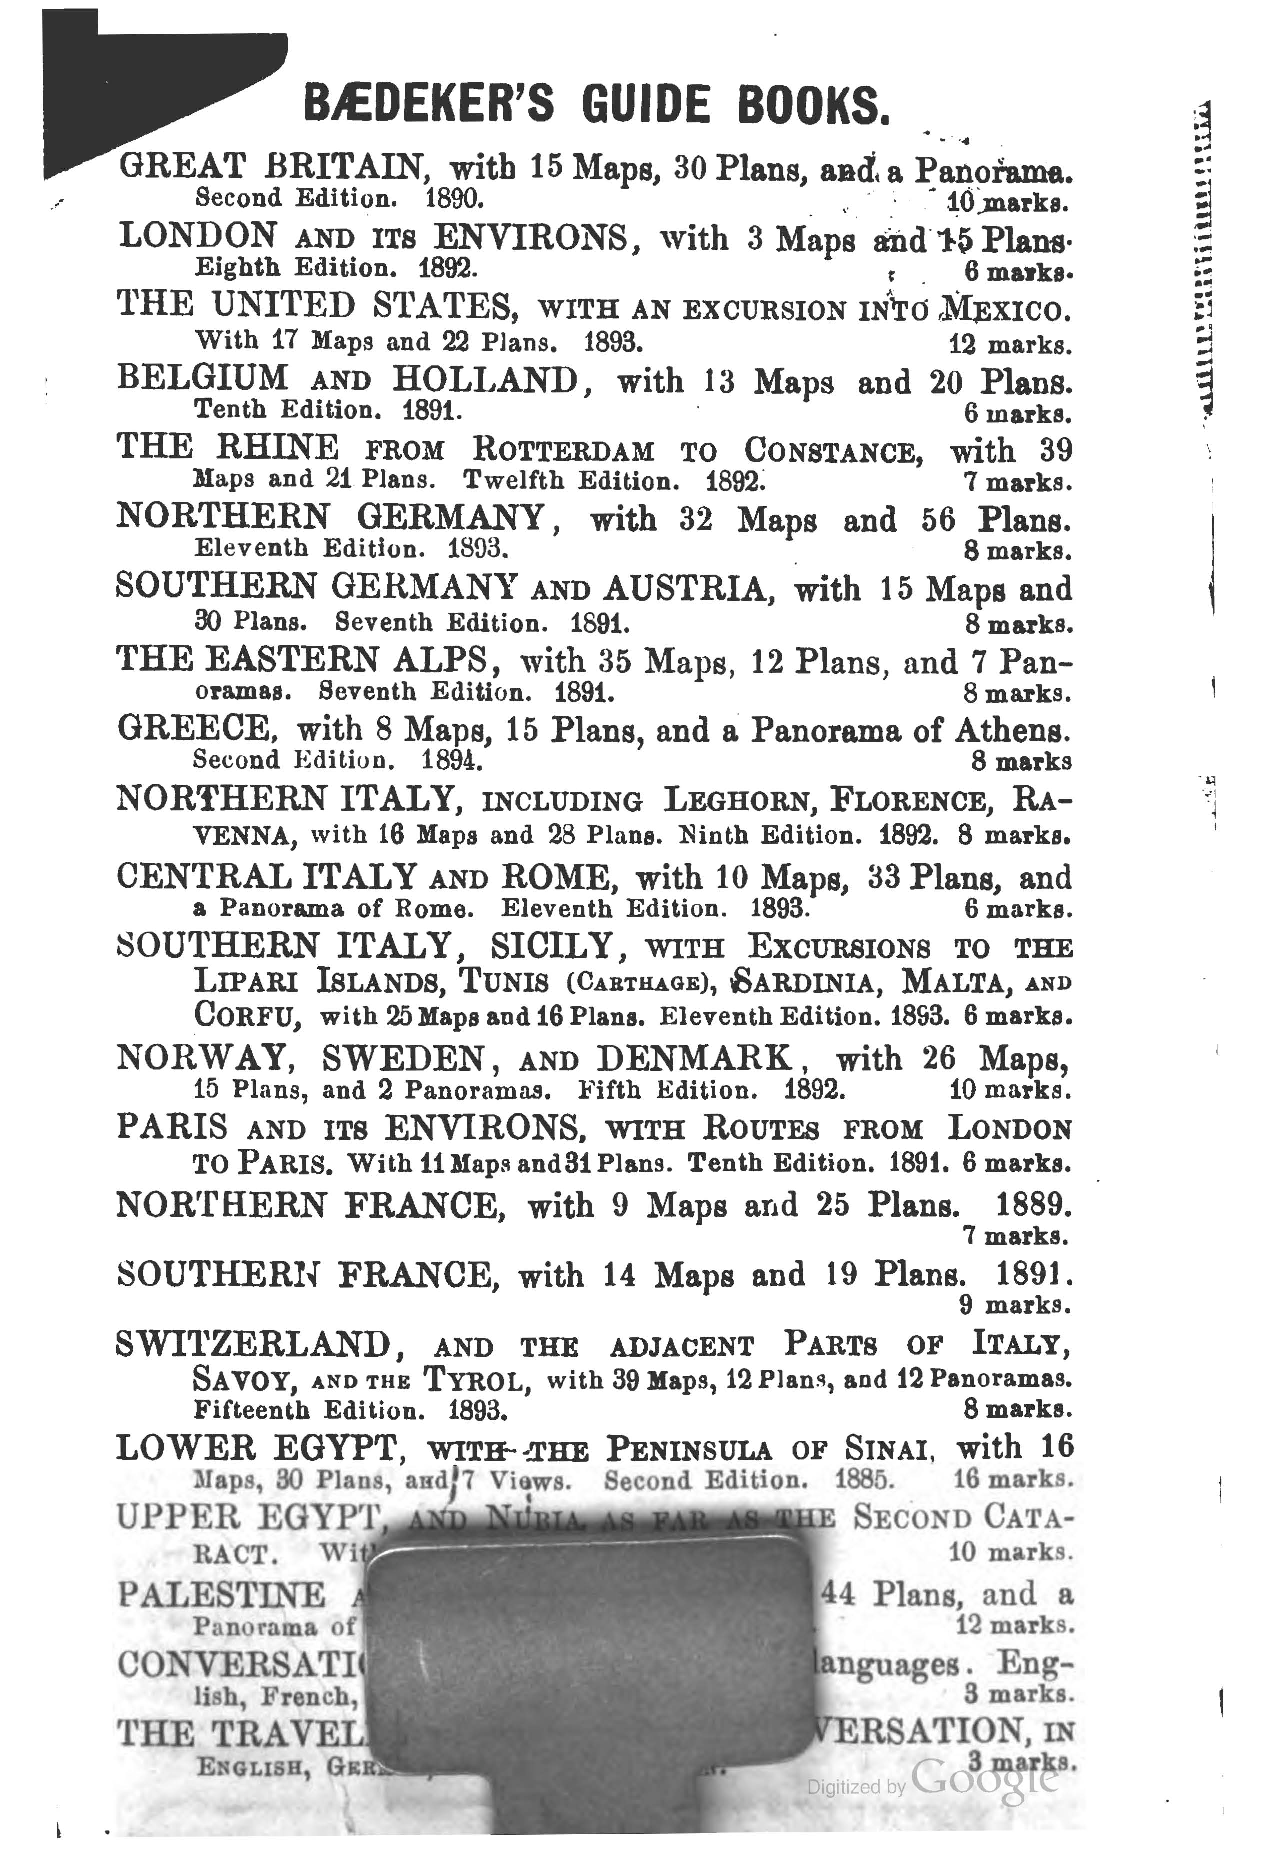 BÆDEKER'S GUIDE BOOKS.
GREAT BRITAIN, with 15 Maps, 30 Plans, and a Panorama.
Second Edition. 1890. 10 marks.
LONDON AND ITS ENVIRONS, with 3 Maps and 15 Plans.
Eighth Edition. 1892. 6 marks.
THE UNITED STATES, WITH AN EXCURSION INTO MEXICO.
With 17 Maps and 22 Plans. 1893. 12 marks.
BELGIUM AND HOLLAND, with 13 Maps and 20 Plans.
Tenth Edition. 1891. 6 marks.
THE RHINE FROM ROTTERDAM TO CONSTANCE, with 39
Maps and 21 Plans. Twelfth Edition. 1892. 7 marks.
NORTHERN GERMANY, with 32 Maps and 56 Plans.
Eleventh Edition. 1893. 8 marks.
SOUTHERN GERMANY AND AUSTRIA, with 15 Maps and
30 Plans. Seventh Edition. 1891. 8 marks.
THE EASTERN ALPS, with 35 Maps, 12 Plans, and 7 Pan-
oramas. Seventh Edition. 1891. 8 marks.
GREECE, with 8 Maps, 15 Plans, and a Panorama of Athens.
Second Edition. 1894. 8 marks
NORTHERN ITALY, INCLUDING LEGHORN, FLORENCE, RA-
VENNA, with 16 Maps and 28 Plans. Ninth Edition. 1892. 8 marks.
CENTRAL ITALY AND ROME, with 10 Maps, 33 Plans, and
a Panorama of Rome. Eleventh Edition. 1893. 6 marks.
SOUTHERN ITALY, SICILY, WITH EXCURSIONS TO THE
LIPARI ISLANDS, TUNIS (CARTHAGE), SARDINIA, MALTA, AND
CORFU, with 25 Maps and 16 Plans. Eleventh Edition. 1893. 6 marks.
NORWAY, SWEDEN, AND DENMARK, with 26 Maps,
15 Plans, and 2 Panoramas. Fifth Edition. 1892. 10 marks.
PARIS AND ITS ENVIRONS, WITH ROUTES FROM LONDON
TO PARIS. With 11 Maps and 31 Plans. Tenth Edition. 1891. 6 marks.
NORTHERN FRANCE, with 9 Maps and 25 Plans. 1889.
7 marks.
SOUTHERN FRANCE, with 14 Maps and 19 Plans. 1891.
9 marks.
SWITZERLAND, AND THE ADJACENT PARTS OF ITALY,
SAVOY, AND THE TYROL, with 39 Maps, 12 Plans, and 12 Panoramas.
Fifteenth Edition. 1893. 8 marks.
LOWER EGYPT, WITH THE PENINSULA OF SINAI, with 16
Maps, 30 Plans, and 7 Views. Second Edition. 1885. 16 marks.
UPPER EGYPT, AND NUBIA AS FAR AS THE SECOND CATA-
RACT. 10 marks.
PALESTINE 44 Plans, and a
Panorama of 12 marks.
languages. Eng-
lish, French, 3 marks.
THE IN
ENGLISH, 3 marks.
Digitized by Google